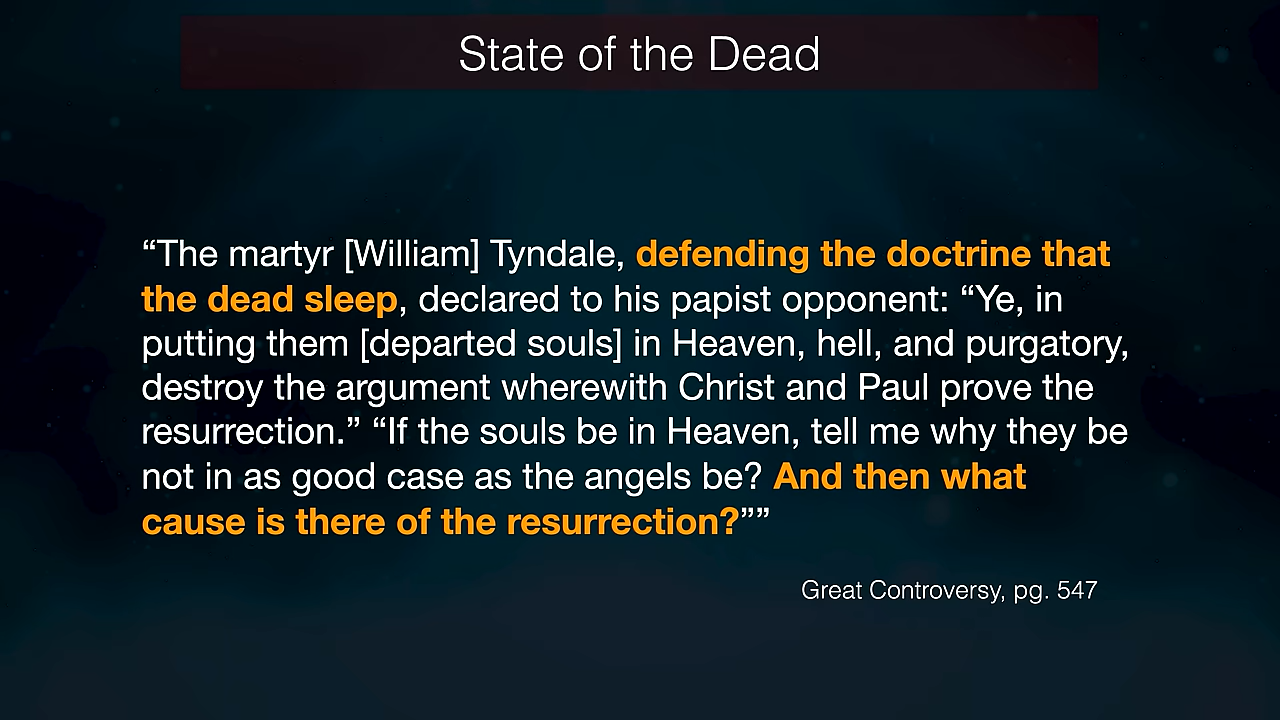 State of the Dead
“The martyr [William] Tyndale, defending the doctrine that
the dead sleep, declared to his papist opponent: “Ye, in
putting them [departed souls] in Heaven, hell, and purgatory,
destroy the argument wherewith Christ and Paul prove the
resurrection.” “If the souls be in Heaven, tell me why they be
not in as good case as the angels be? And then what
cause is there of the resurrection?””
Great Controversy, pg. 547